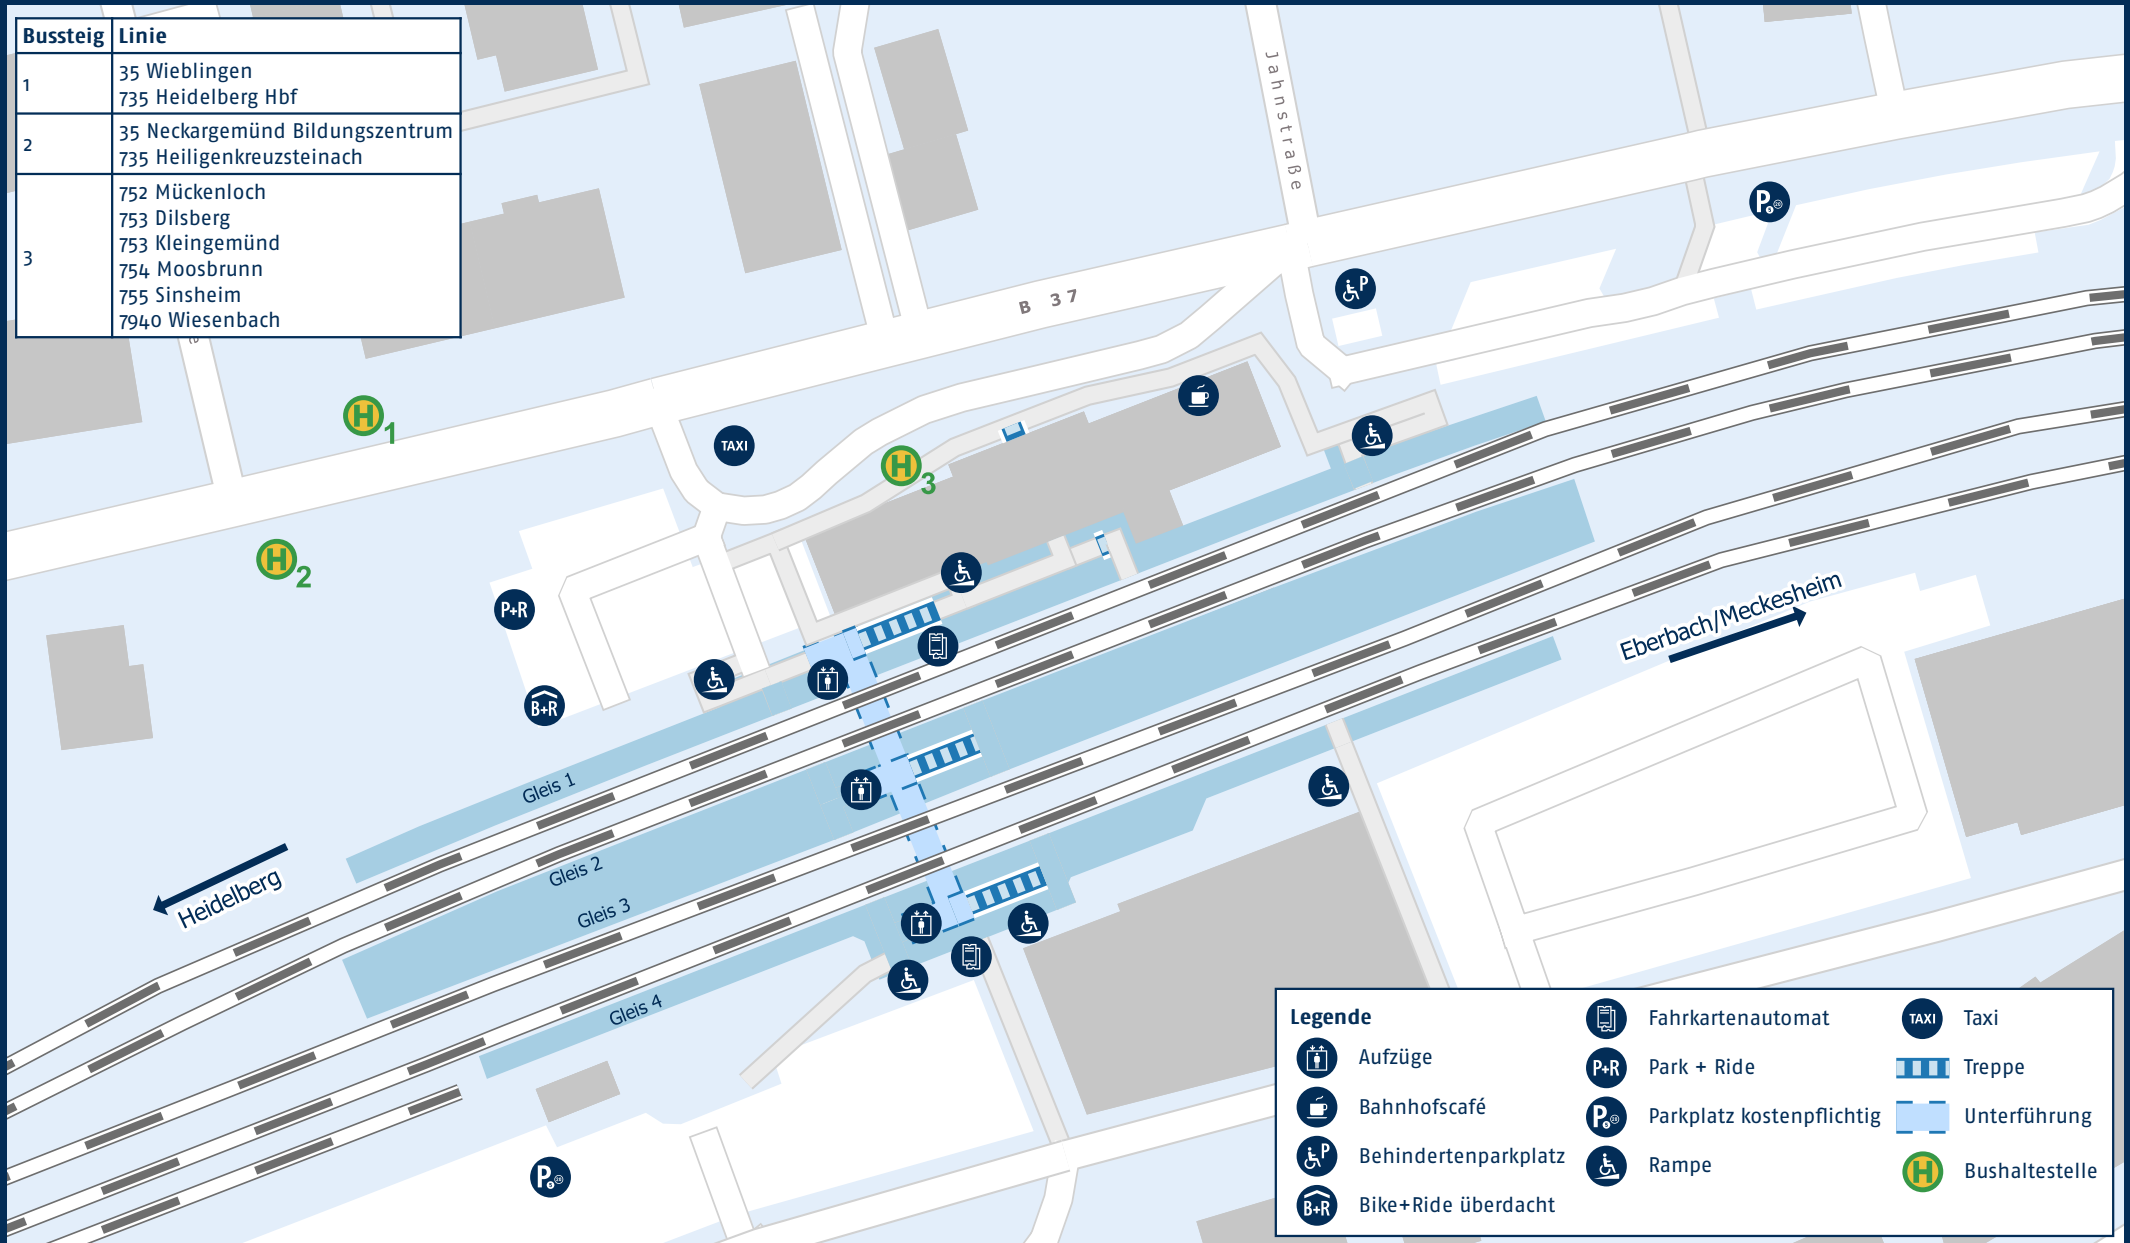 Bussteig Linie
1
35 Wieblingen
735 Heidelberg Hbf
2
35 Neckargemünd Bildungszentrum
735 Heiligenkreuzsteinach
3
752 Mückenloch
753 Dilsberg
753 Kleingemünd
754 Moosbrunn
755 Sinsheim
7940 Wiesenbach
Jahnstraße
B 37
P
P
H 1
TAXI
H 3
H 2
P+R
B+R
Eberbach/Meckesheim
Gleis 1
Gleis 2
Gleis 3
Gleis 4
Heidelberg
P
Legende
Aufzüge
Bahnhofscafé
P Behindertenparkplatz
B+R Bike+Ride überdacht
Fahrkartenautomat
P+R Park + Ride
P Parkplatz kostenpflichtig
Rampe
TAXI Taxi
Treppe
Unterführung
H Bushaltestelle